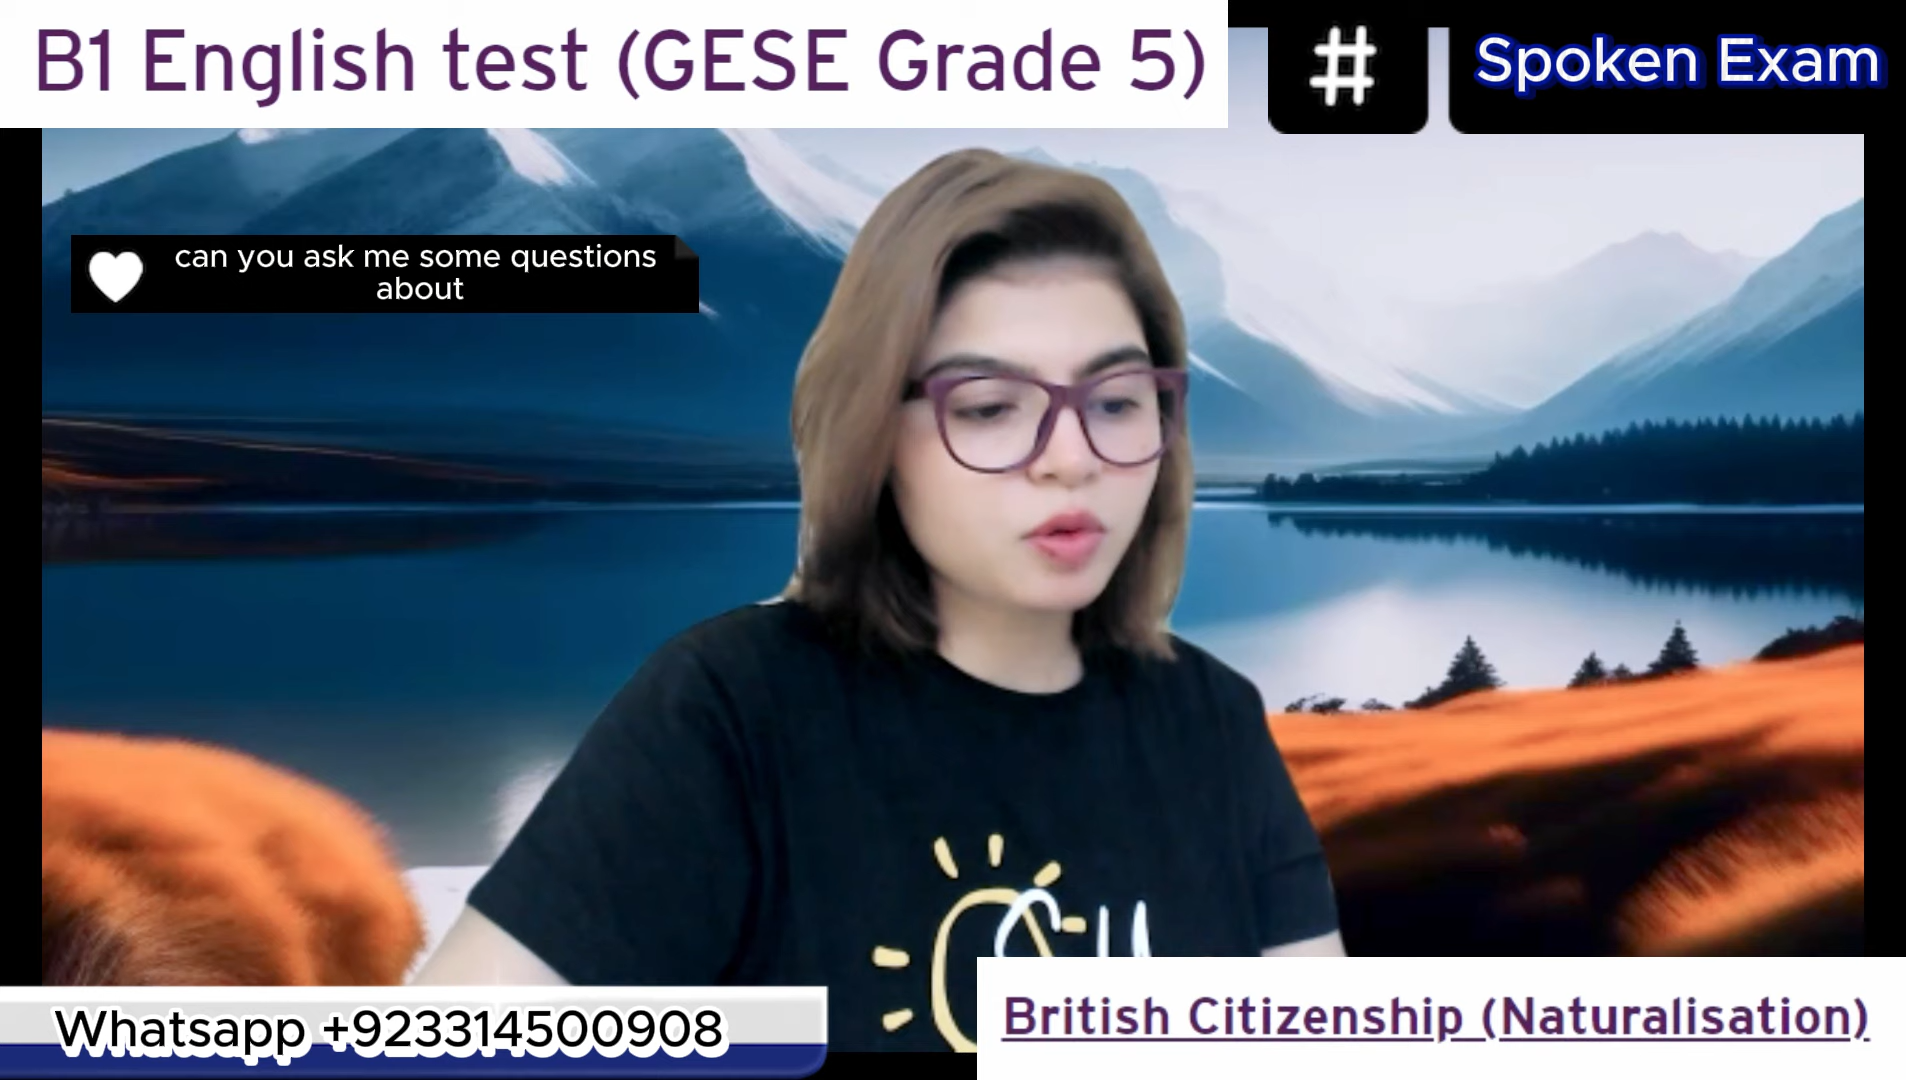 B1 English test (GESE Grade 5)
#
Spoken Exam
can you ask me some questions
about
Whatsapp +923314500908
British Citizenship (Naturalisation)